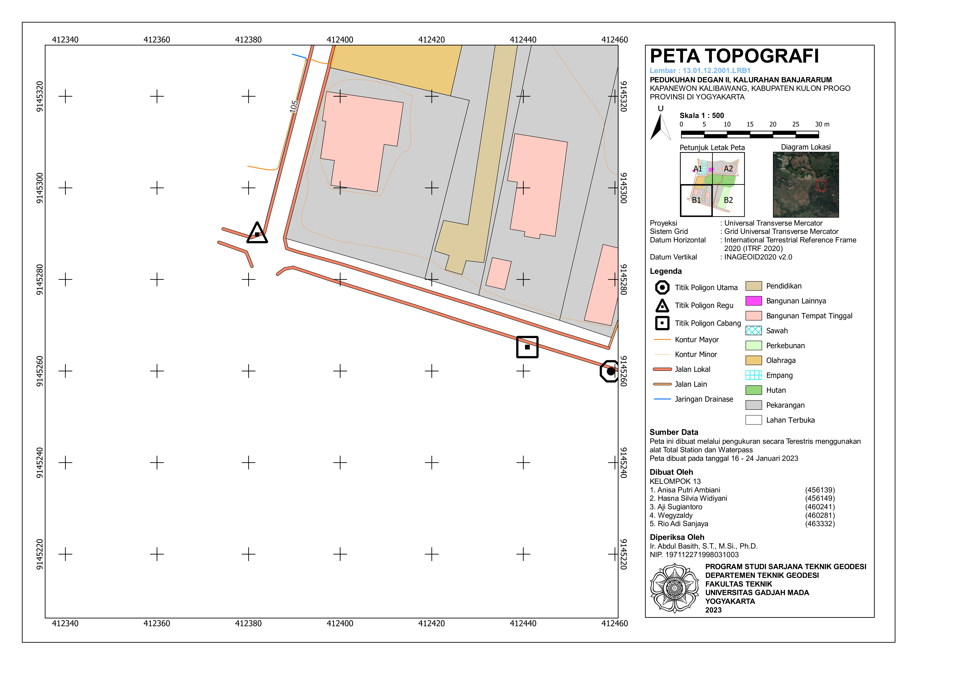 PETA TOPOGRAFI
Lembar : 13.01.12.2001.LRB1
PEDUKUHAN DEGAN II, KALURAHAN BANJARARUM
KAPANEWON KALIBAWANG, KABUPATEN KULON PROGO
PROVINSI DI YOGYAKARTA
U
Skala 1 : 500
0 5 10 15 20 25 30 m
Petunjuk Letak Peta
Diagram Lokasi
A1 A2
B1 B2
Proyeksi : Universal Transverse Mercator
Sistem Grid : Grid Universal Transverse Mercator
Datum Horizontal : International Terrestrial Reference Frame
2020 (ITRF 2020)
Datum Vertikal : INAGEOID2020 v2.0
Legenda
Titik Poligon Utama
Titik Poligon Regu
Titik Poligon Cabang
Kontur Mayor
Kontur Minor
Jalan Lokal
Jalan Lain
Jaringan Drainase
Pendidikan
Bangunan Lainnya
Bangunan Tempat Tinggal
Sawah
Perkebunan
Olahraga
Empang
Hutan
Pekarangan
Lahan Terbuka
Sumber Data
Peta ini dibuat melalui pengukuran secara Terestris menggunakan
alat Total Station dan Waterpass
Peta dibuat pada tanggal 16 - 24 Januari 2023
Dibuat Oleh
KELOMPOK 13
1. Anisa Putri Ambiani (456139)
2. Hasna Silvia Widiyani (456149)
3. Aji Sugiantoro (460241)
4. Wegyzaldy (460281)
5. Rio Adi Sanjaya (463332)
Diperiksa Oleh
Ir. Abdul Basith, S.T., M.Si., Ph.D.
NIP. 197112271998031003
PROGRAM STUDI SARJANA TEKNIK GEODESI
DEPARTEMEN TEKNIK GEODESI
FAKULTAS TEKNIK
UNIVERSITAS GADJAH MADA
YOGYAKARTA
2023
412340 412360 412380 412400 412420 412440 412460
9145320
9145300
9145280
9145260
9145240
9145220
105
9145320
9145300
9145280
9145260
9145240
9145220
412340 412360 412380 412400 412420 412440 412460